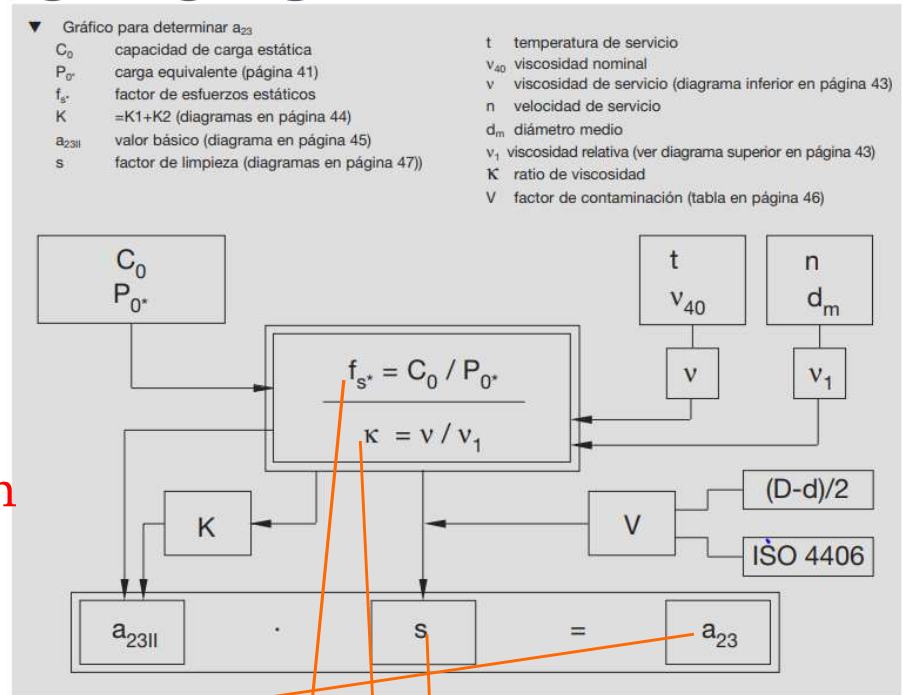 ▼ Gráfico para determinar a₂₃
C₀ capacidad de carga estática
P₀* carga equivalente (página 41)
fₛ* factor de esfuerzos estáticos
K =K1+K2 (diagramas en página 44)
a₂₃II valor básico (diagrama en página 45)
s factor de limpieza (diagramas en página 47))
t temperatura de servicio
ν₄₀ viscosidad nominal
ν viscosidad de servicio (diagrama inferior en página 43)
n velocidad de servicio
dₘ diámetro medio
ν₁ viscosidad relativa (ver diagrama superior en página 43)
κ ratio de viscosidad
V factor de contaminación (tabla en página 46)
C₀
P₀*
t
ν₄₀
n
dₘ
fₛ* = C₀ / P₀*
κ = ν / ν₁
ν
ν₁
n
K
V
(D-d)/2
ISO 4406
a₂₃II · s = a₂₃